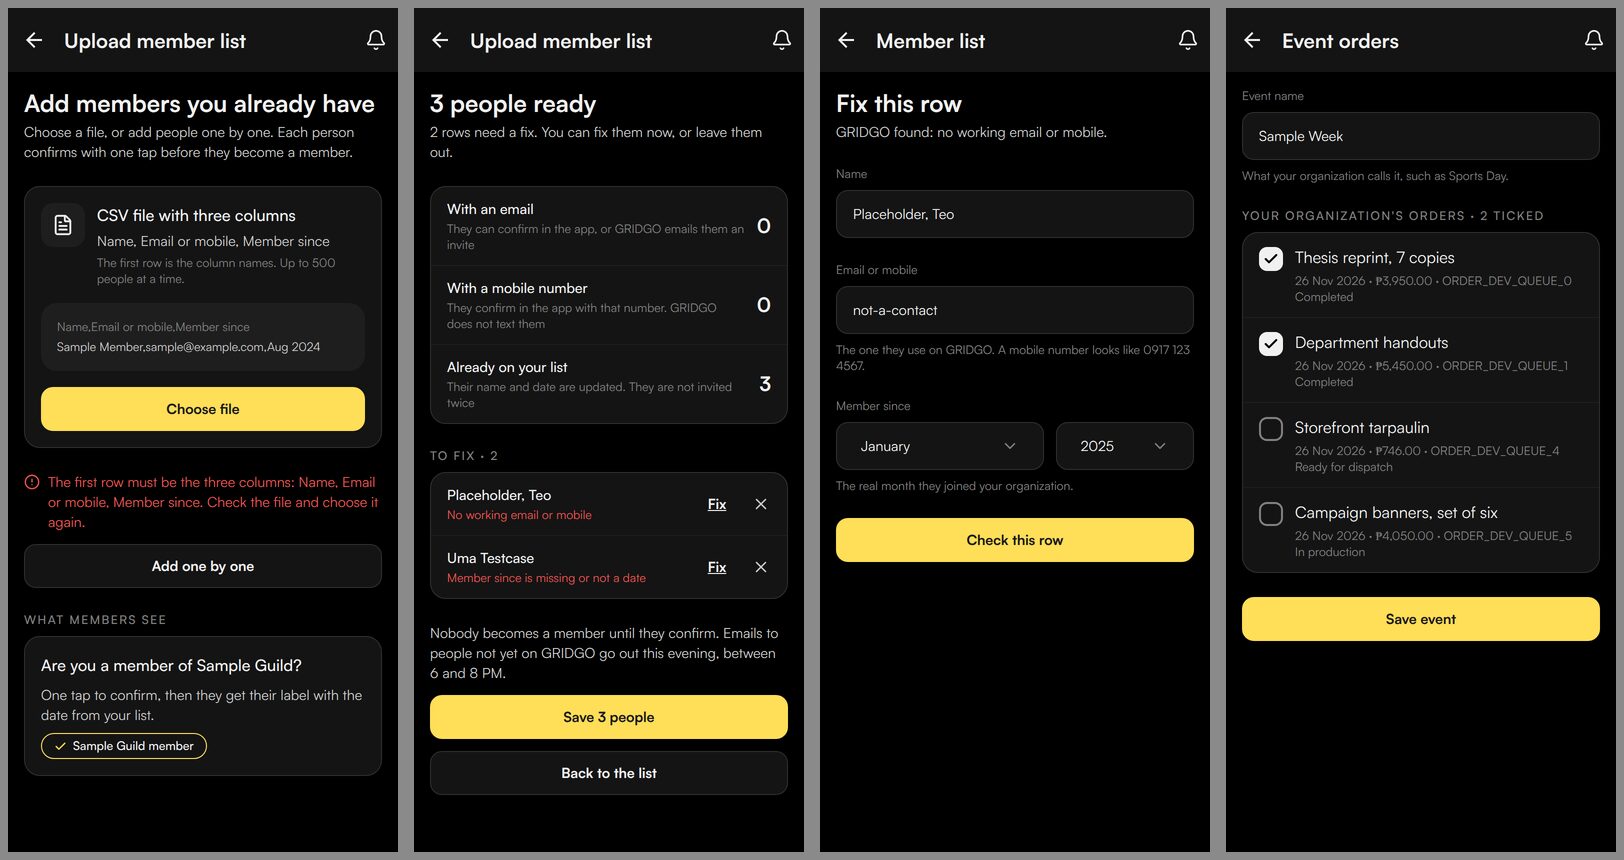 Upload member list
Add members you already have
Choose a file, or add people one by one. Each person
confirms with one tap before they become a member.
CSV file with three columns
Name, Email or mobile, Member since
The first row is the column names. Up to 500
people at a time.
Name,Email or mobile,Member since
Sample Member,sample@example.com,Aug 2024
Choose file
The first row must be the three columns: Name, Email
or mobile, Member since. Check the file and choose it
again.
Add one by one
WHAT MEMBERS SEE
Are you a member of Sample Guild?
One tap to confirm, then they get their label with the
date from your list.
Sample Guild member
Upload member list
3 people ready
2 rows need a fix. You can fix them now, or leave them
out.
With an email
They can confirm in the app, or GRIDGO emails them an
invite
0
With a mobile number
They confirm in the app with that number. GRIDGO
does not text them
0
Already on your list
Their name and date are updated. They are not invited
twice
3
TO FIX • 2
Placeholder, Teo
No working email or mobile
Fix
Uma Testcase
Member since is missing or not a date
Fix
Nobody becomes a member until they confirm. Emails to
people not yet on GRIDGO go out this evening, between
6 and 8 PM.
Save 3 people
Back to the list
Member list
Fix this row
GRIDGO found: no working email or mobile.
Name
Placeholder, Teo
Email or mobile
not-a-contact
The one they use on GRIDGO. A mobile number looks like 0917 123
4567.
Member since
January
2025
The real month they joined your organization.
Check this row
Event orders
Event name
Sample Week
What your organization calls it, such as Sports Day.
YOUR ORGANIZATION'S ORDERS • 2 TICKED
Thesis reprint, 7 copies
26 Nov 2026 • ₱3,950.00 • ORDER_DEV_QUEUE_0
Completed
Department handouts
26 Nov 2026 • ₱5,450.00 • ORDER_DEV_QUEUE_1
Completed
Storefront tarpaulin
26 Nov 2026 • ₱746.00 • ORDER_DEV_QUEUE_4
Ready for dispatch
Campaign banners, set of six
26 Nov 2026 • ₱4,050.00 • ORDER_DEV_QUEUE_5
In production
Save event